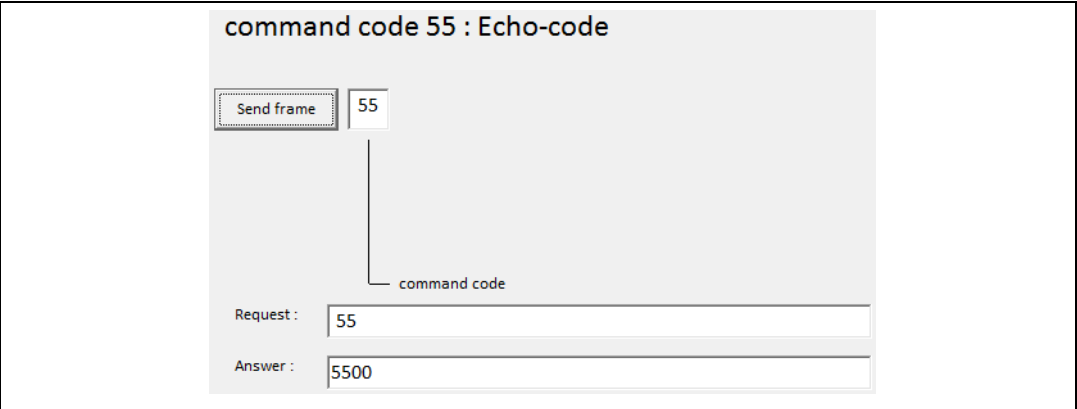 command code 55 : Echo-code
Send frame 55
command code
Request : 55
Answer : 5500